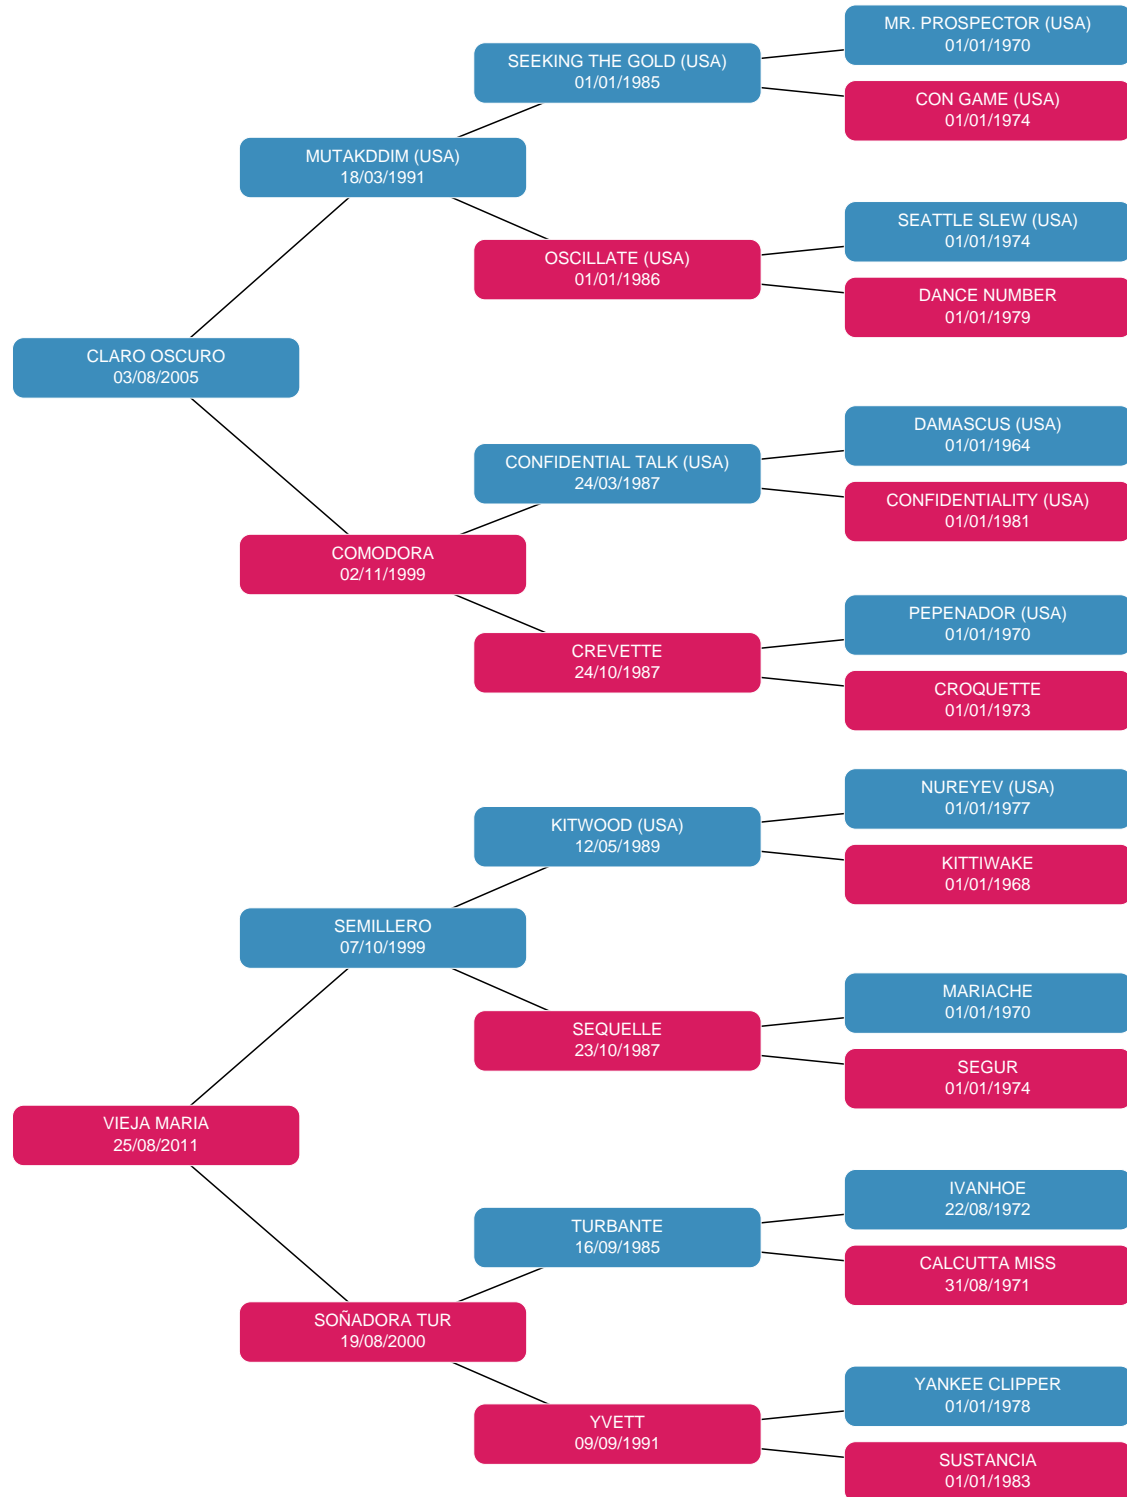 MR. PROSPECTOR (USA)
01/01/1970
SEEKING THE GOLD (USA)
01/01/1985
CON GAME (USA)
01/01/1974
MUTAKDDIM (USA)
18/03/1991
SEATTLE SLEW (USA)
01/01/1974
OSCILLATE (USA)
01/01/1986
DANCE NUMBER
01/01/1979
CLARO OSCURO
03/08/2005
DAMASCUS (USA)
01/01/1964
CONFIDENTIAL TALK (USA)
24/03/1987
CONFIDENTIALITY (USA)
01/01/1981
COMODORA
02/11/1999
PEPENADOR (USA)
01/01/1970
CREVETTE
24/10/1987
CROQUETTE
01/01/1973
NUREYEV (USA)
01/01/1977
KITWOOD (USA)
12/05/1989
KITTIWAKE
01/01/1968
SEMILLERO
07/10/1999
MARIACHE
01/01/1970
SEQUELLE
23/10/1987
SEGUR
01/01/1974
VIEJA MARIA
25/08/2011
IVANHOE
22/08/1972
TURBANTE
16/09/1985
CALCUTTA MISS
31/08/1971
SOÑADORA TUR
19/08/2000
YANKEE CLIPPER
01/01/1978
YVETT
09/09/1991
SUSTANCIA
01/01/1983